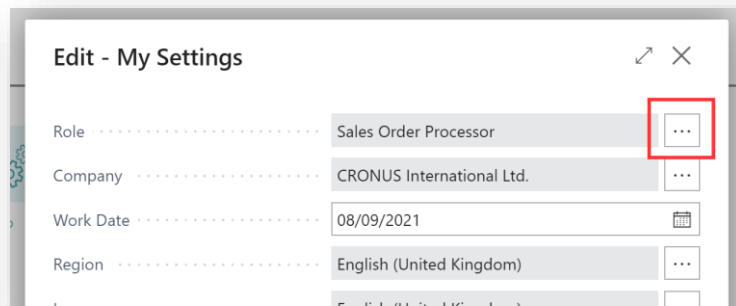 Edit - My Settings
Role Sales Order Processor ...
Company CRONUS International Ltd. ...
Work Date 08/09/2021
Region English (United Kingdom) ...